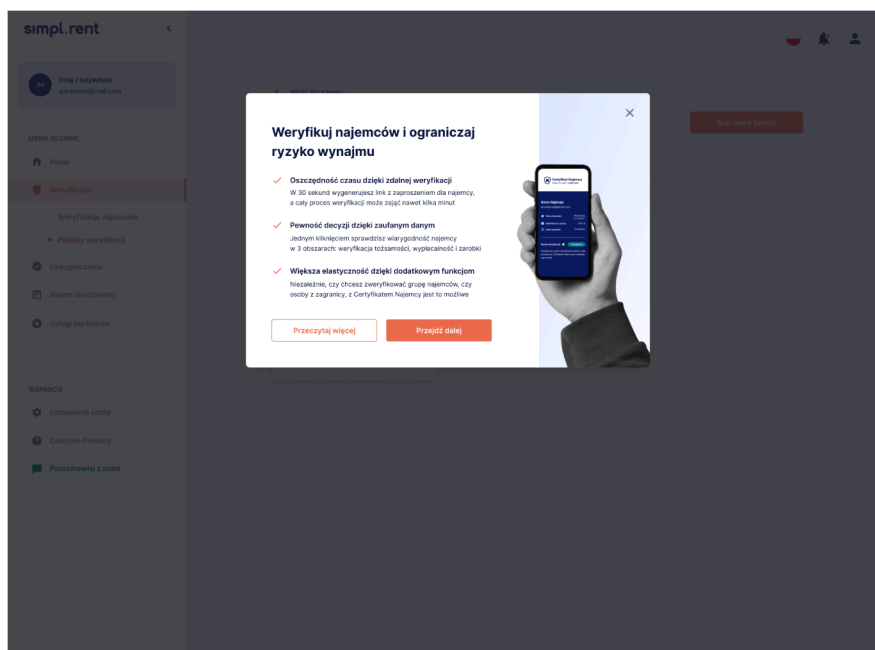 simpl.rent
Imię i nazwisko
adresmail@mail.com
MENU GŁÓWNE
Panel
Weryfikacje
Weryfikacje najemców
Pakiety weryfikacji
Ubezpieczenie
Najem okazjonalny
Usługi partnerów
WSPARCIE
Ustawienia konta
Centrum Pomocy
Porozmawiaj z nami
Kup nowy pakiet
Weryfikuj najemców i ograniczaj
ryzyko wynajmu
Oszczędność czasu dzięki zdalnej weryfikacji
W 30 sekund wygenerujesz link z zaproszeniem dla najemcy,
a cały proces weryfikacji może zająć nawet kilka minut
Pewność decyzji dzięki zaufanym danym
Jednym kliknięciem sprawdzisz wiarygodność najemcy
w 3 obszarach: weryfikacja tożsamości, wypłacalność i zarobki
Większa elastyczność dzięki dodatkowym funkcjom
Niezależnie, czy chcesz zweryfikować grupę najemców, czy
osoby z zagranicy, z Certyfikatem Najemcy jest to możliwe
Przeczytaj więcej
Przejdź dalej
Certyfikat Najemcy